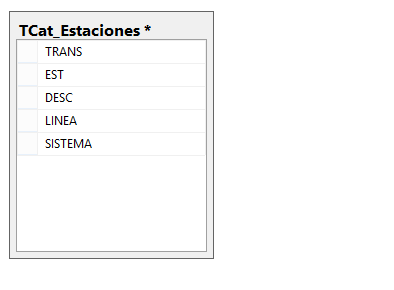 TCat_Estaciones *
TRANS
EST
DESC
LINEA
SISTEMA